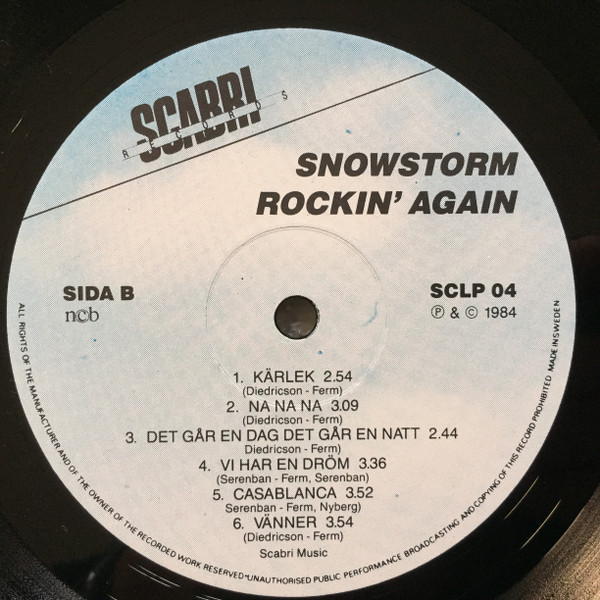 SCABRI
RECORDS
SNOWSTORM
ROCKIN' AGAIN
SIDA B
ncb
SCLP 04
Ⓟ & © 1984
1. KÄRLEK 2.54
(Diedricson - Ferm)
2. NA NA NA 3.09
(Diedricson - Ferm)
3. DET GÅR EN DAG DET GÅR EN NATT 2.44
Diedricson - Ferm)
4. VI HAR EN DRÖM 3.36
(Serenban - Ferm, Serenban)
5. CASABLANCA 3.52
Serenban - Ferm, Nyberg)
6. VÄNNER 3.54
(Diedricson - Ferm)
Scabri Music
ALL RIGHTS OF THE MANUFACTURER AND OF THE OWNER OF THE RECORDED WORK RESERVED*UNAUTHORISED PUBLIC PERFORMANCE BROADCASTING AND COPYING OF THIS RECORD PROHIBITED MADE IN SWEDEN